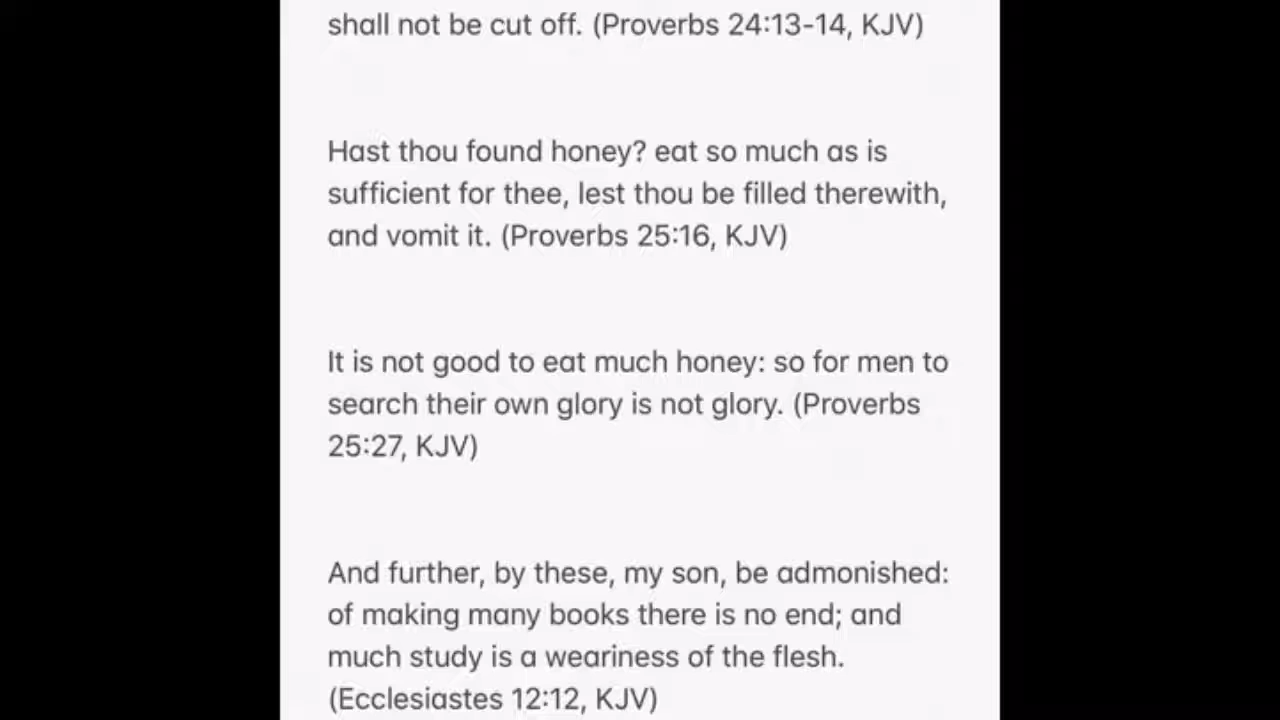 shall not be cut off. (Proverbs 24:13-14, KJV)
Hast thou found honey? eat so much as is
sufficient for thee, lest thou be filled therewith,
and vomit it. (Proverbs 25:16, KJV)
It is not good to eat much honey: so for men to
search their own glory is not glory. (Proverbs
25:27, KJV)
And further, by these, my son, be admonished:
of making many books there is no end; and
much study is a weariness of the flesh.
(Ecclesiastes 12:12, KJV)